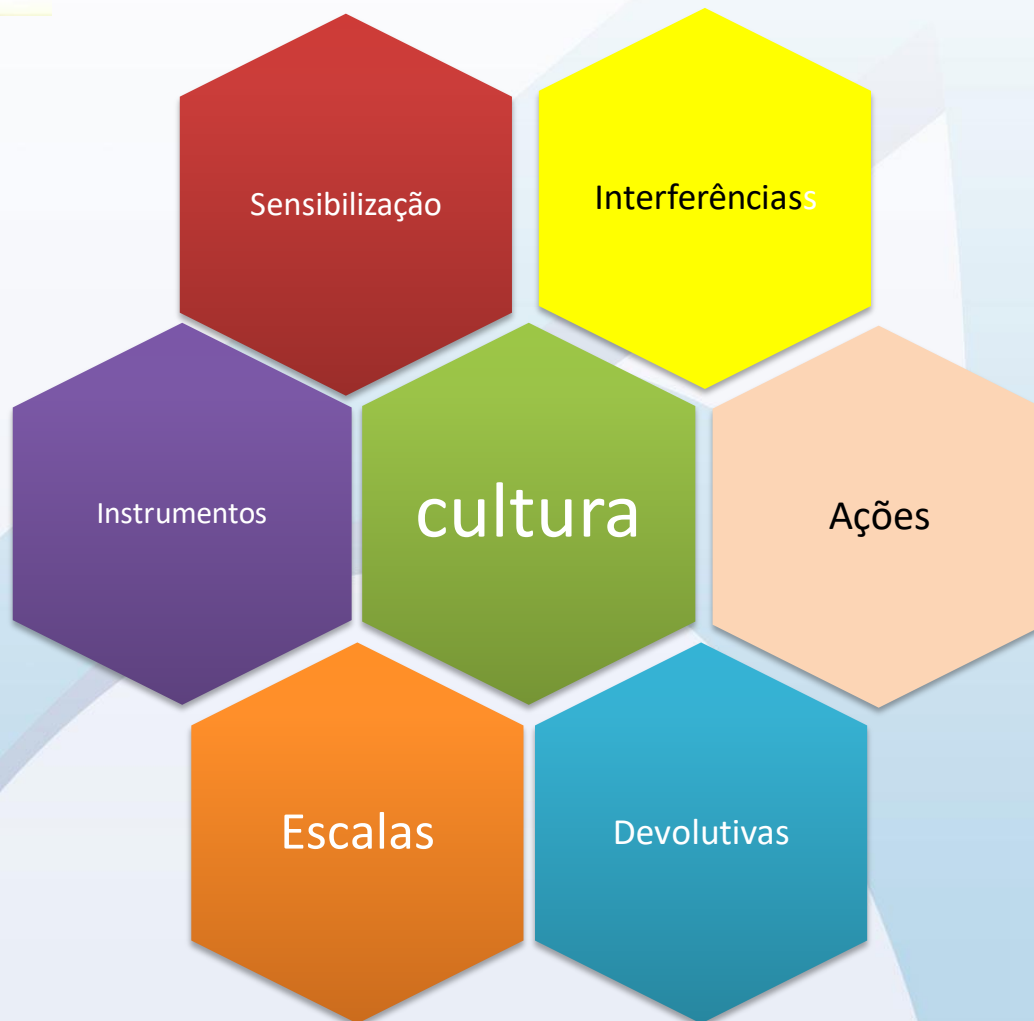 Sensibilização
Interferênciass
Instrumentos
cultura
Ações
Escalas
Devolutivas